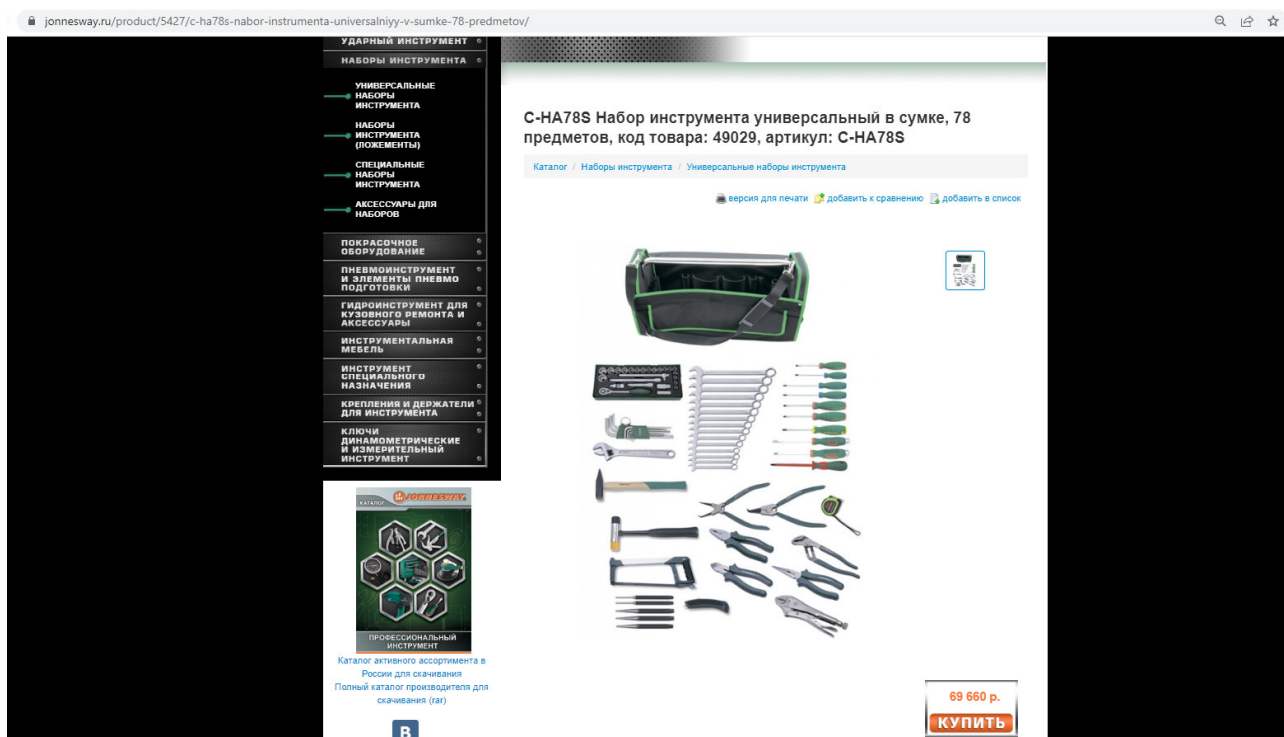 jonnesway.ru/product/5427/c-ha78s-nabor-instrumenta-universalniyy-v-sumke-78-predmetov/
УДАРНЫЙ ИНСТРУМЕНТ
НАБОРЫ ИНСТРУМЕНТА
УНИВЕРСАЛЬНЫЕ
НАБОРЫ
ИНСТРУМЕНТА
НАБОРЫ
ИНСТРУМЕНТА
(ЛОЖЕМЕНТЫ)
СПЕЦИАЛЬНЫЕ
НАБОРЫ
ИНСТРУМЕНТА
АКСЕССУАРЫ ДЛЯ
НАБОРОВ
ПОКРАСОЧНОЕ
ОБОРУДОВАНИЕ
ПНЕВМОИНСТРУМЕНТ
И ЭЛЕМЕНТЫ ПНЕВМО
ПОДГОТОВКИ
ГИДРОИНСТРУМЕНТ ДЛЯ
КУЗОВНОГО РЕМОНТА И
АКСЕССУАРЫ
ИНСТРУМЕНТАЛЬНАЯ
МЕБЕЛЬ
ИНСТРУМЕНТ
СПЕЦИАЛЬНОГО
НАЗНАЧЕНИЯ
КРЕПЛЕНИЯ И ДЕРЖАТЕЛИ
ДЛЯ ИНСТРУМЕНТА
КЛЮЧИ
ДИНАМОМЕТРИЧЕСКИЕ
И ИЗМЕРИТЕЛЬНЫЙ
ИНСТРУМЕНТ
КАТАЛОГ JONNESWAY
ПРОФЕССИОНАЛЬНЫЙ
ИНСТРУМЕНТ
Каталог активного ассортимента в
России для скачивания
Полный каталог производителя для
скачивания (rar)
В
C-HA78S Набор инструмента универсальный в сумке, 78
предметов, код товара: 49029, артикул: C-HA78S
Каталог / Наборы инструмента / Универсальные наборы инструмента
версия для печати добавить к сравнению добавить в список
69 660 р.
КУПИТЬ